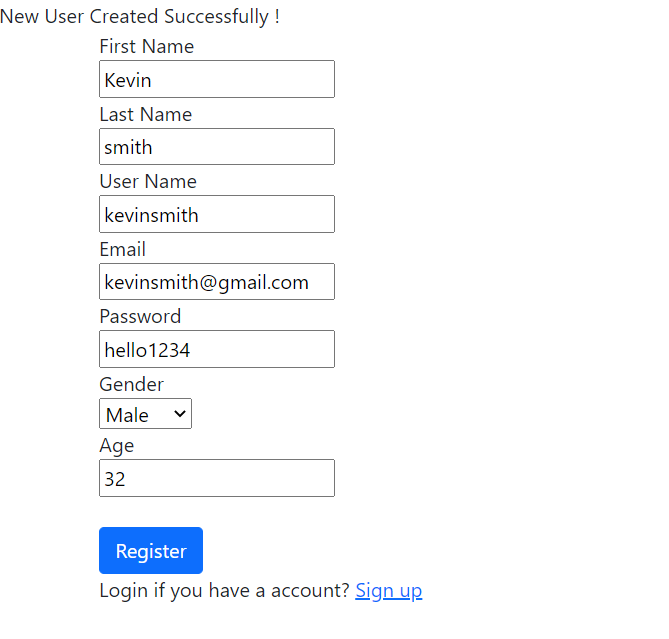 New User Created Successfully !
First Name
Kevin
Last Name
smith
User Name
kevinsmith
Email
kevinsmith@gmail.com
Password
hello1234
Gender
Male
Age
32
Register
Login if you have a account? Sign up